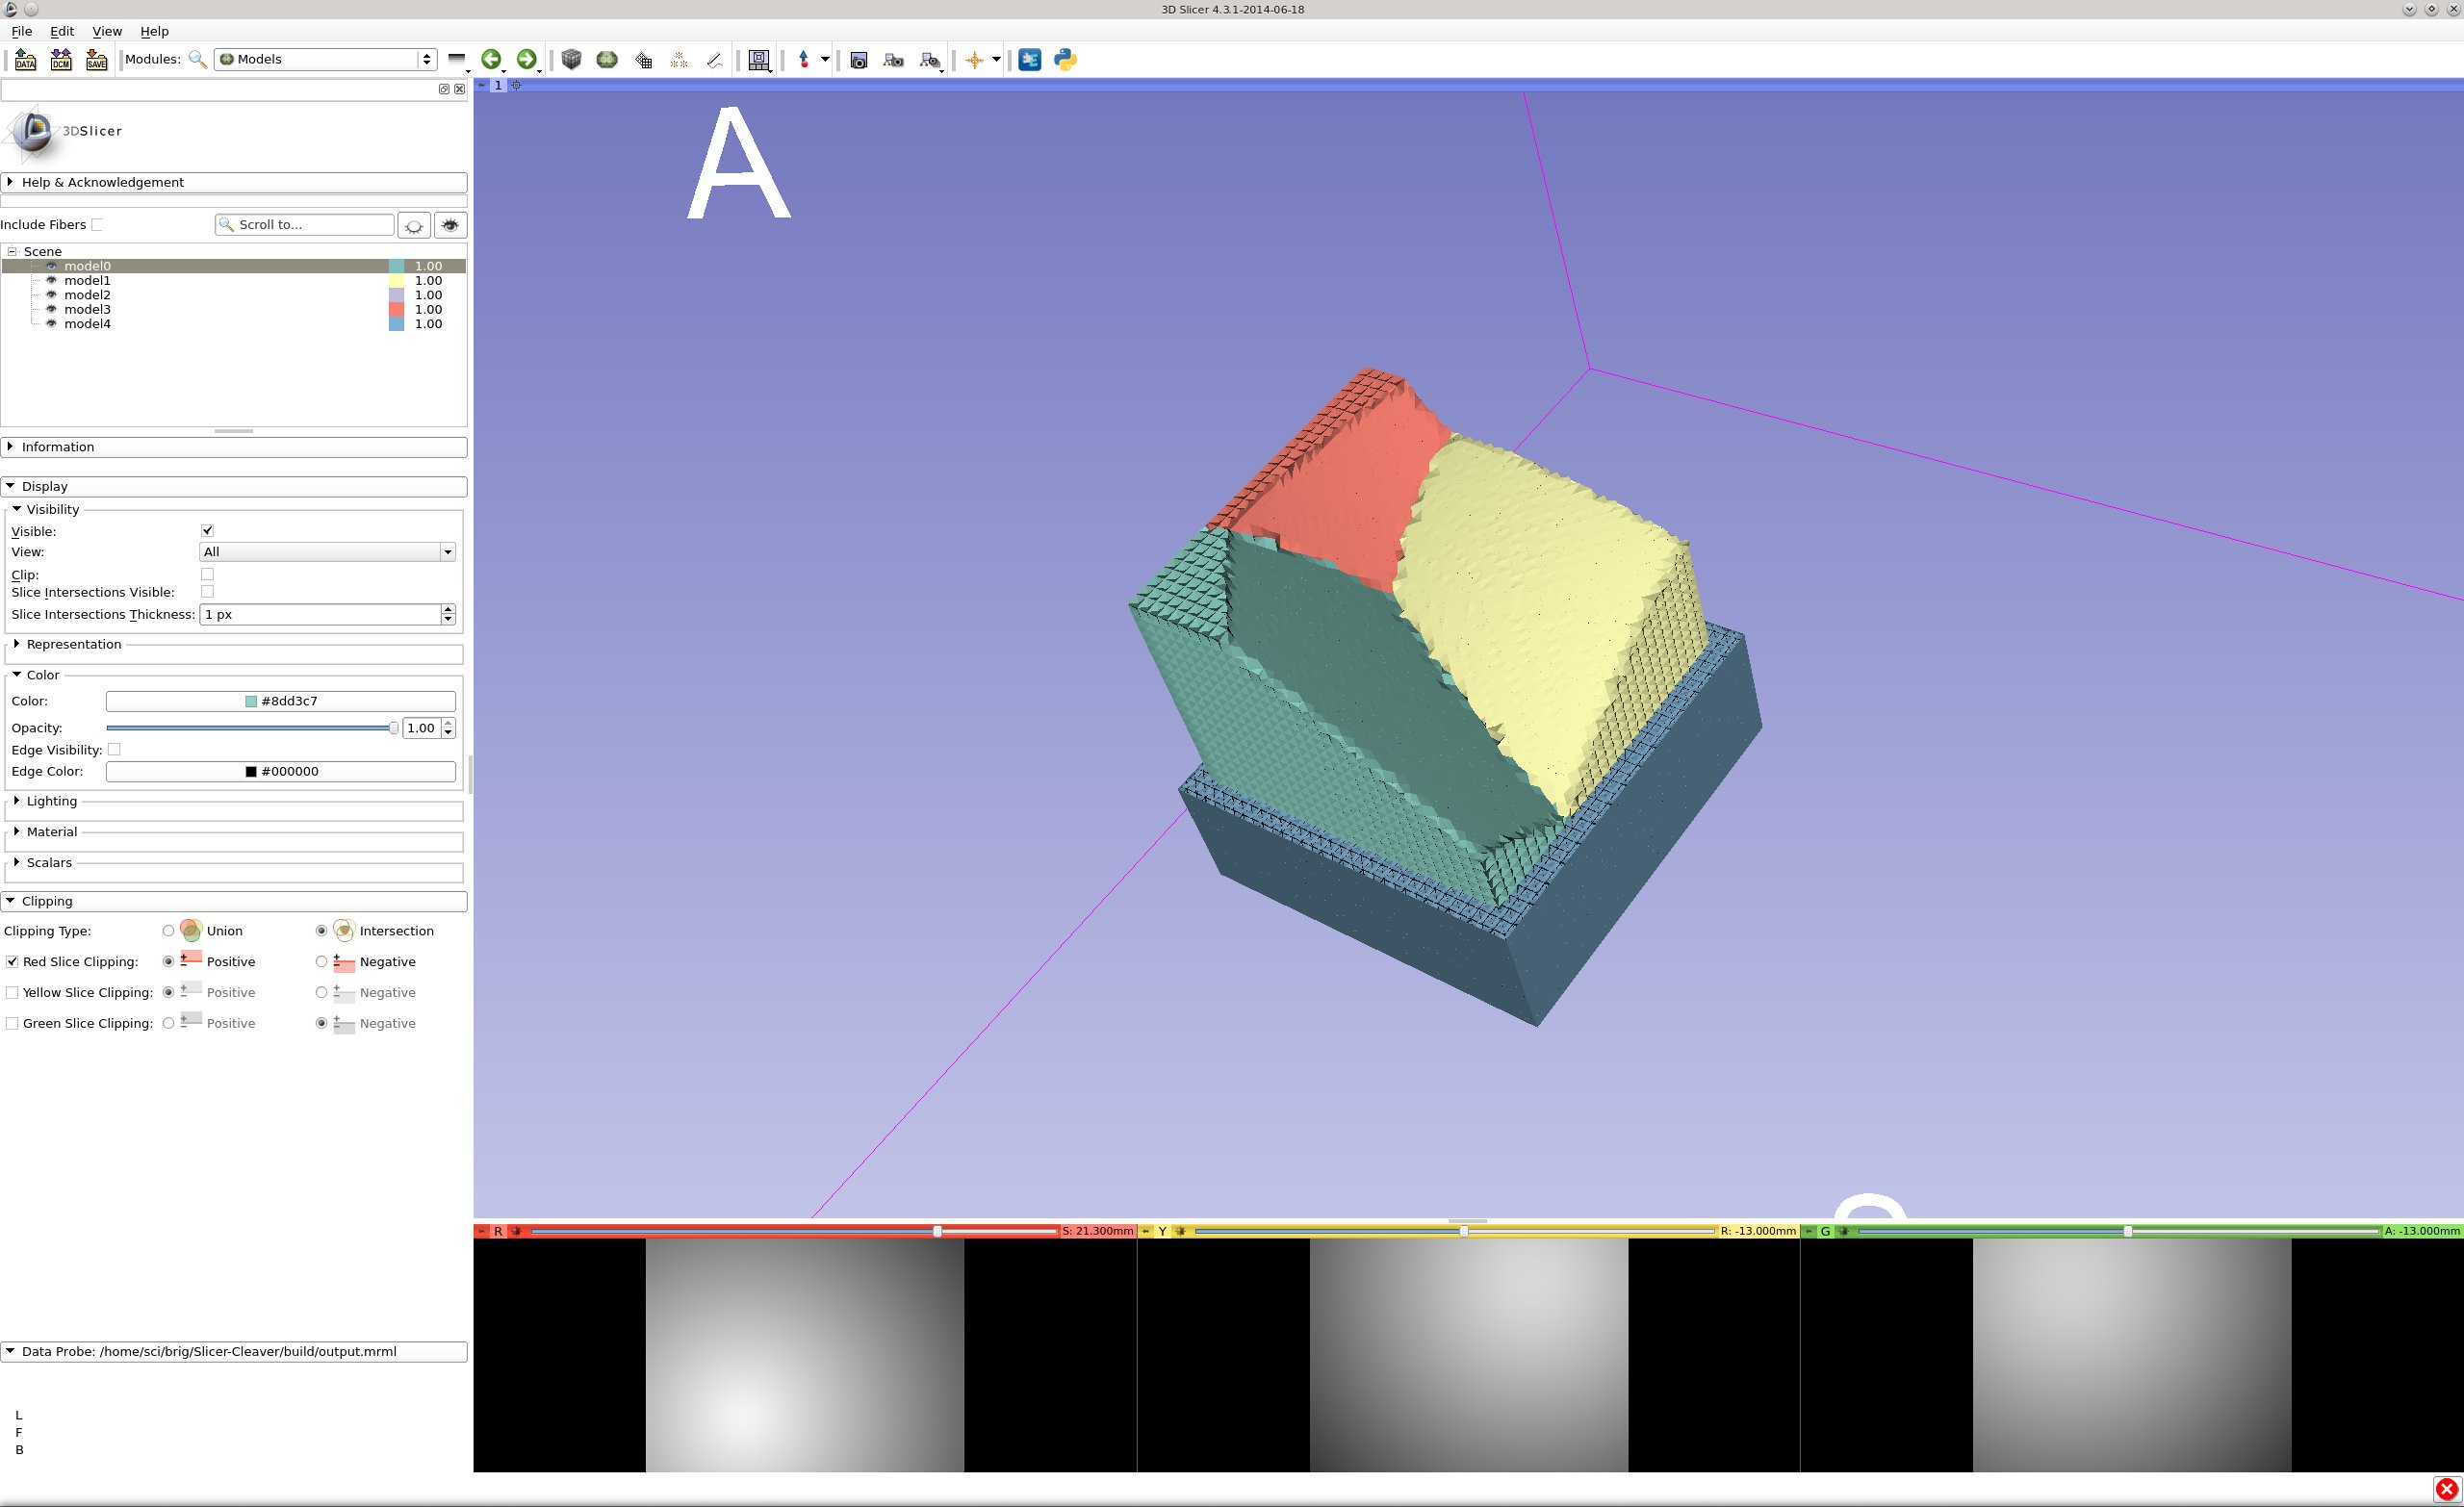 3D Slicer 4.3.1-2014-06-18
File Edit View Help
DATA DCM SAVE Modules: Models
1
3DSlicer
A
Help & Acknowledgement
Include Fibers Scroll to...
Scene
model0 1.00
model1 1.00
model2 1.00
model3 1.00
model4 1.00
Information
Display
Visibility
Visible:
View: All
Clip:
Slice Intersections Visible:
Slice Intersections Thickness: 1 px
Representation
Color
Color: #8dd3c7
Opacity: 1.00
Edge Visibility:
Edge Color: #000000
Lighting
Material
Scalars
Clipping
Clipping Type: Union Intersection
Red Slice Clipping: Positive Negative
Yellow Slice Clipping: Positive Negative
Green Slice Clipping: Positive Negative
R S: 21.300mm Y R: -13.000mm G A: -13.000mm
Data Probe: /home/sci/brig/Slicer-Cleaver/build/output.mrml
L
F
B